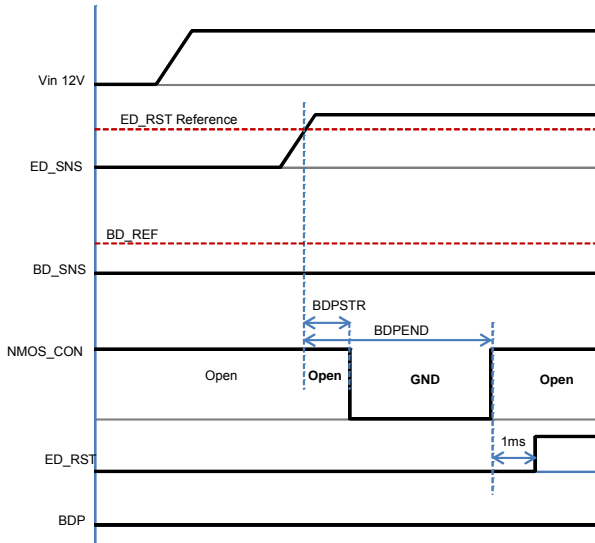 Vin 12V
ED_RST Reference
ED_SNS
BD_REF
BD_SNS
BDPSTR
BDPEND
NMOS_CON
Open
Open
GND
Open
1ms
ED_RST
BDP